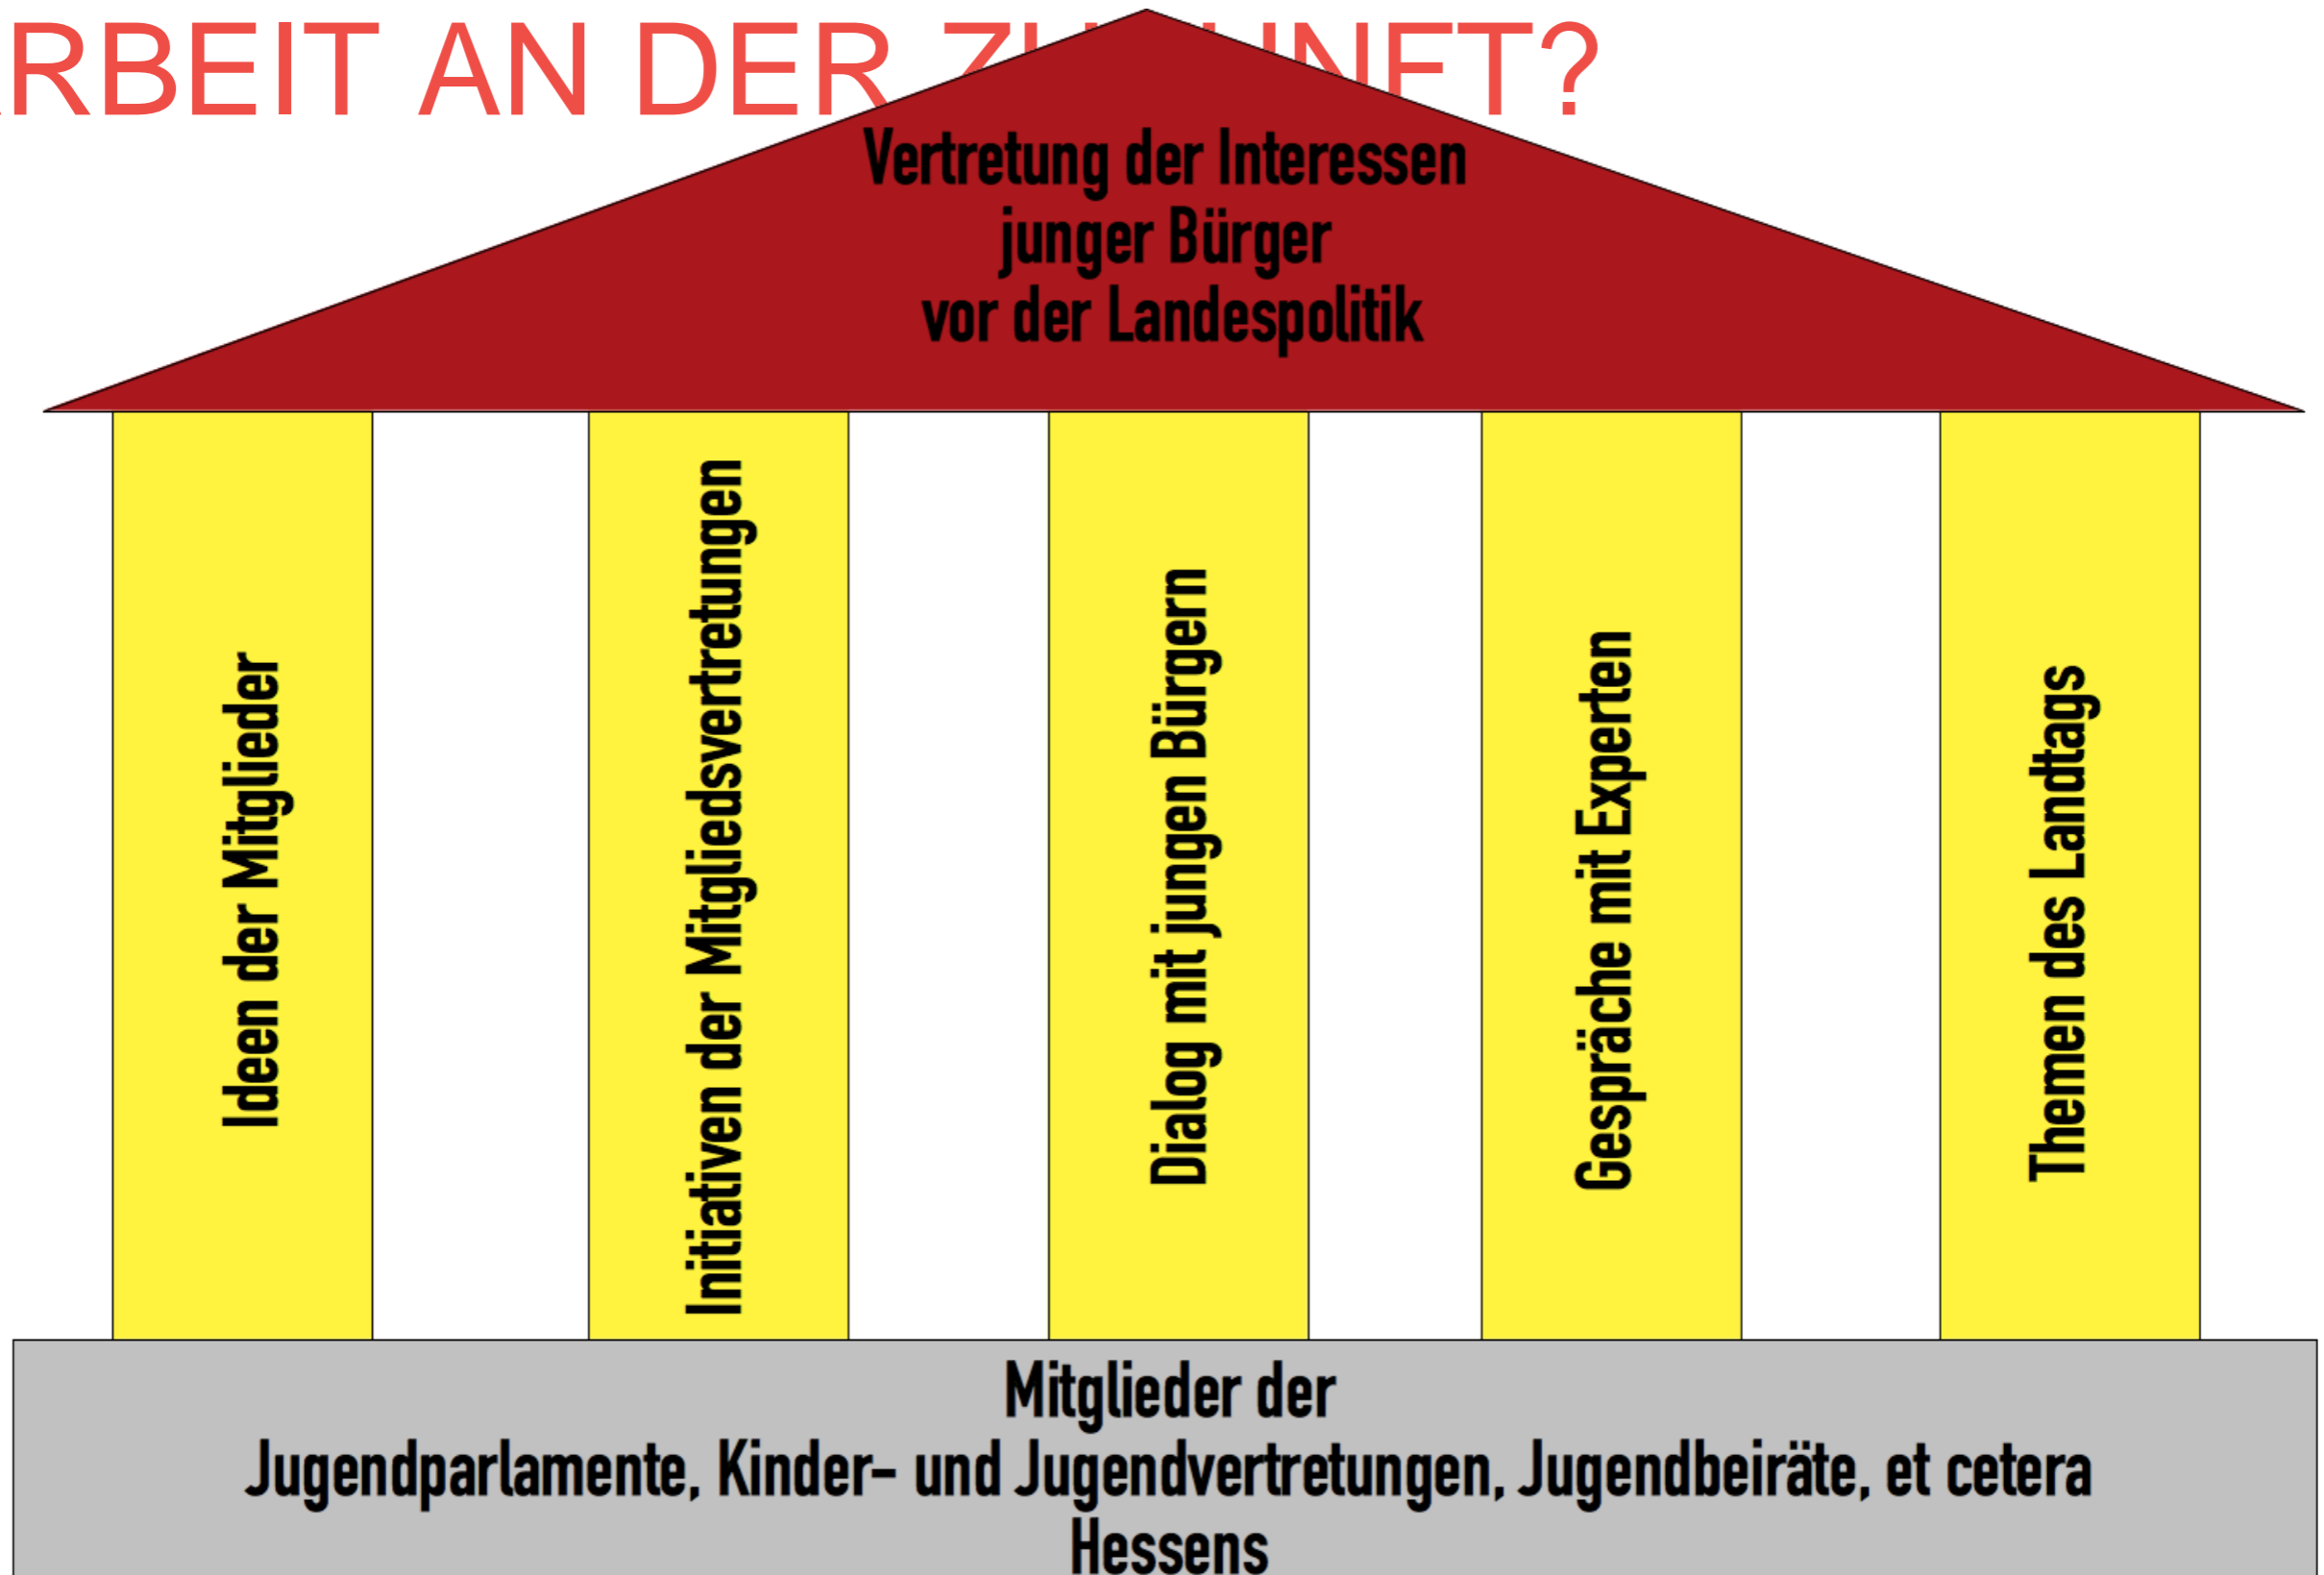 RBEIT AN DER
Vertretung der Interessen
junger Bürger
vor der Landespolitik
Ideen der Mitglieder
Initiativen der Mitgliedsvertretungen
Dialog mit jungen Bürgern
Gespräche mit Experten
Themen des Landtags
Mitglieder der
Jugendparlamente, Kinder- und Jugendvertretungen, Jugendbeiräte, et cetera
Hessens